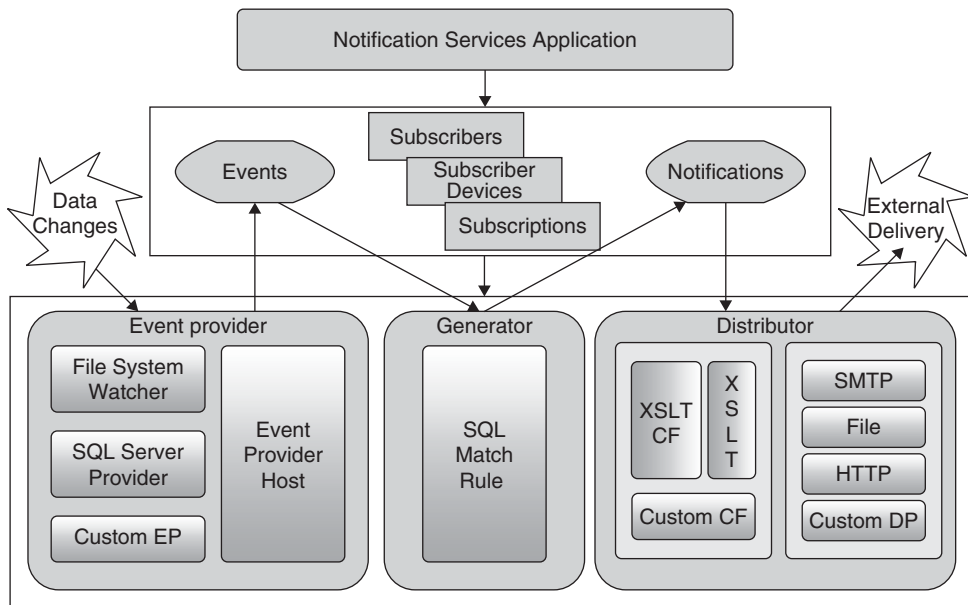 Notification Services Application
Subscribers
Subscriber
Devices
Subscriptions
Events
Notifications
Data
Changes
External
Delivery
Event provider
File System
Watcher
SQL Server
Provider
Custom EP
Event
Provider
Host
Generator
SQL
Match
Rule
Distributor
XSLT
CF
X
S
L
T
Custom CF
SMTP
File
HTTP
Custom DP